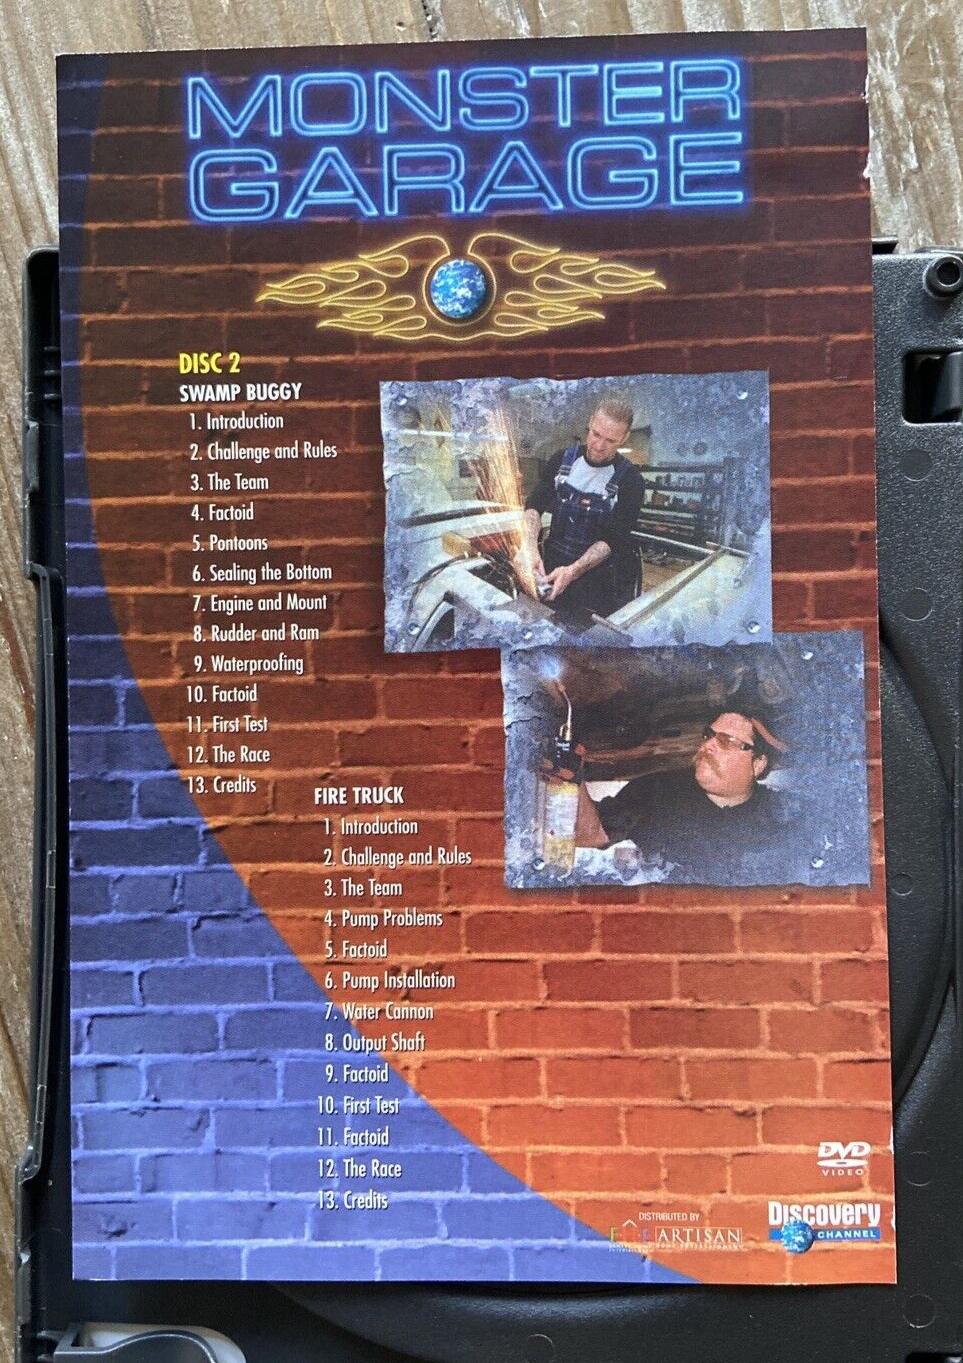 MONSTER
GARAGE
DISC 2
SWAMP BUGGY
1. Introduction
2. Challenge and Rules
3. The Team
4. Factoid
5. Pontoons
6. Sealing the Bottom
7. Engine and Mount
8. Rudder and Ram
9. Waterproofing
10. Factoid
11. First Test
12. The Race
13. Credits
FIRE TRUCK
1. Introduction
2. Challenge and Rules
3. The Team
4. Pump Problems
5. Factoid
6. Pump Installation
7. Water Cannon
8. Output Shaft
9. Factoid
10. First Test
11. Factoid
12. The Race
13. Credits
DVD
VIDEO
DISTRIBUTED BY
ARTISAN
HOME ENTERTAINMENT
Discovery
CHANNEL